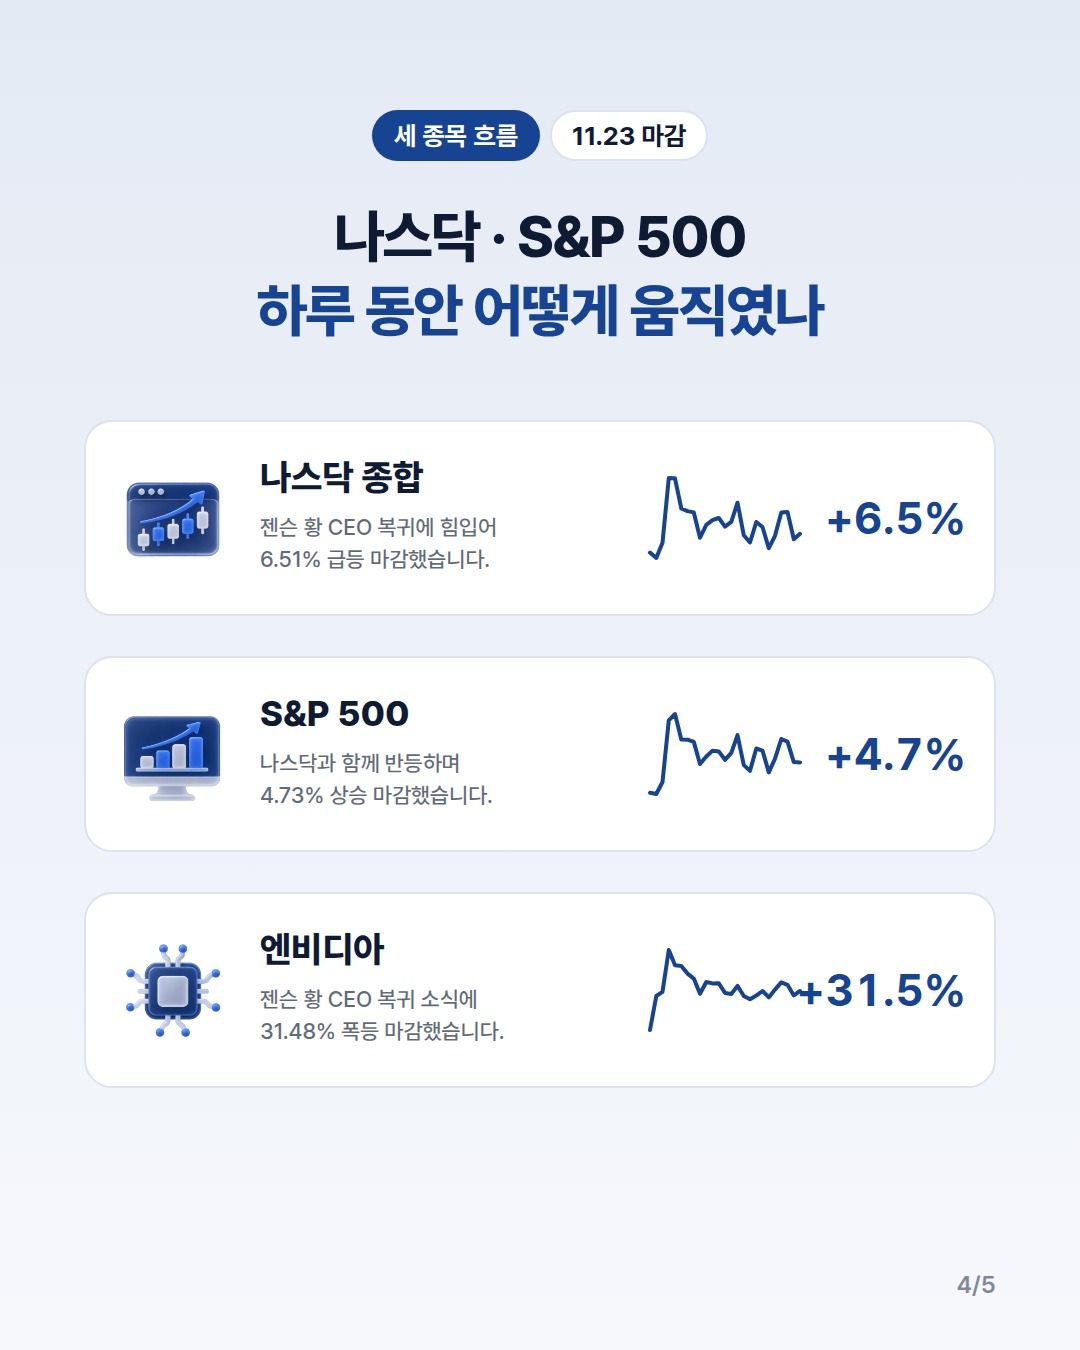 세 종목 흐름
11.23 마감
나스닥 · S&P 500
하루 동안 어떻게 움직였나
나스닥 종합
젠슨 황 CEO 복귀에 힘입어
6.51% 급등 마감했습니다.
+6.5%
S&P 500
나스닥과 함께 반등하며
4.73% 상승 마감했습니다.
+4.7%
엔비디아
젠슨 황 CEO 복귀 소식에
31.48% 폭등 마감했습니다.
+31.5%
4/5